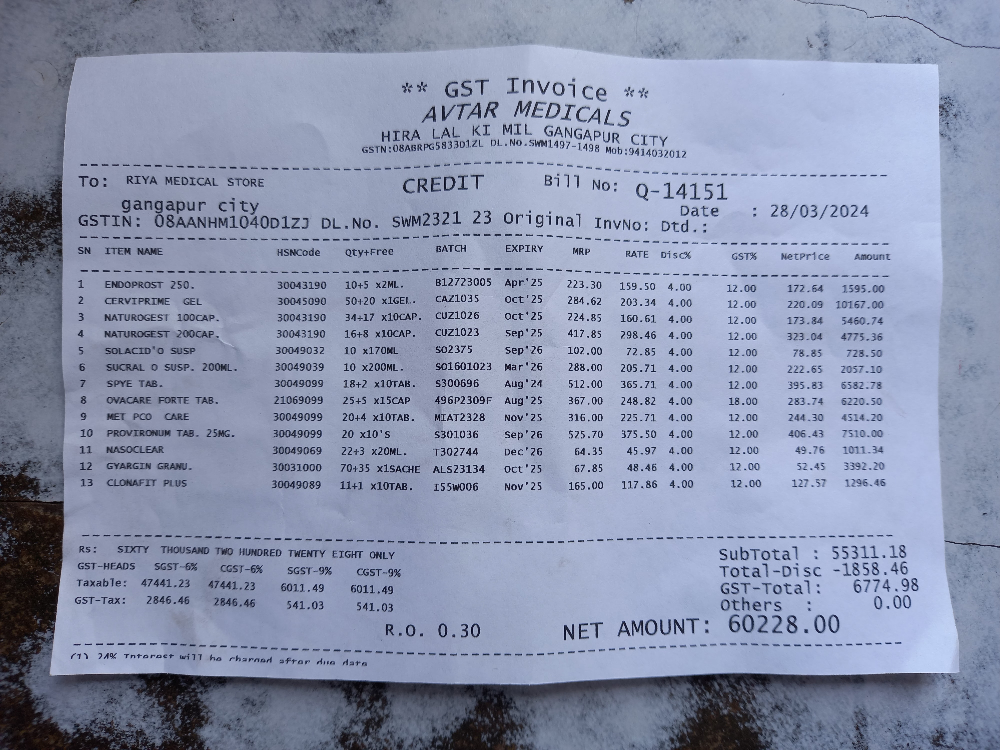 ** GST Invoice **
AVTAR MEDICALS
HIRA LAL KI MIL GANGAPUR CITY
GSTN:08ABRPG5833D1ZL DL.No.SWM1497-1498 Mob:9414032012
To: RIYA MEDICAL STORE CREDIT Bill No: Q-14151
gangapur city Date : 28/03/2024
GSTIN: 08AANHM1040D1ZJ DL.No. SWM2321 23 Original InvNo: Dtd.:
SN ITEM NAME HSNCode Qty+Free BATCH EXPIRY MRP RATE Disc% GST% NetPrice Amount
1 ENDOPROST 250. 30043190 10+5 x2ML. B12723005 Apr'25 223.30 159.50 4.00 12.00 172.64 1595.00
2 CERVIPRIME GEL 30045090 50+20 x1GEL. CAZ1035 Oct'25 284.62 203.34 4.00 12.00 220.09 10167.00
3 NATUROGEST 100CAP. 30043190 34+17 x10CAP. CUZ1026 Oct'25 224.85 160.61 4.00 12.00 173.84 5460.74
4 NATUROGEST 200CAP. 30043190 16+8 x10CAP. CUZ1023 Sep'25 417.85 298.46 4.00 12.00 323.04 4775.36
5 SOLACID'O SUSP 30049032 10 x170ML S02375 Sep'26 102.00 72.85 4.00 12.00 78.85 728.50
6 SUCRAL O SUSP. 200ML. 30049039 10 x200ML. SO1601023 Mar'26 288.00 205.71 4.00 12.00 222.65 2057.10
7 SPYE TAB. 30049099 18+2 x10TAB. S300696 Aug'24 512.00 365.71 4.00 12.00 395.83 6582.78
8 OVACARE FORTE TAB. 21069099 25+5 x15CAP 496P2309F Aug'25 367.00 248.82 4.00 18.00 283.74 6220.50
9 MET PCO CARE 30049099 20+4 x10TAB. MIAT2328 Nov'25 316.00 225.71 4.00 12.00 244.30 4514.20
10 PROVIRONUM TAB. 25MG. 30049099 20 x10'S S301036 Sep'26 525.70 375.50 4.00 12.00 406.43 7510.00
11 NASOCLEAR 30049069 22+3 x20ML. T302744 Dec'26 64.35 45.97 4.00 12.00 49.76 1011.34
12 GYARGIN GRANU. 30031000 70+35 x1SACHE ALS23134 Oct'25 67.85 48.46 4.00 12.00 52.45 3392.20
13 CLONAFIT PLUS 30049089 11+1 x10TAB. I55W006 Nov'25 165.00 117.86 4.00 12.00 127.57 1296.46
Rs: SIXTY THOUSAND TWO HUNDRED TWENTY EIGHT ONLY SubTotal : 55311.18
GST-HEADS SGST-6% CGST-6% SGST-9% CGST-9% Total-Disc -1858.46
Taxable: 47441.23 47441.23 6011.49 6011.49 GST-Total: 6774.98
GST-Tax: 2846.46 2846.46 541.03 541.03 Others : 0.00
R.O. 0.30 NET AMOUNT: 60228.00
(1) 24% Interest will be charged after due date